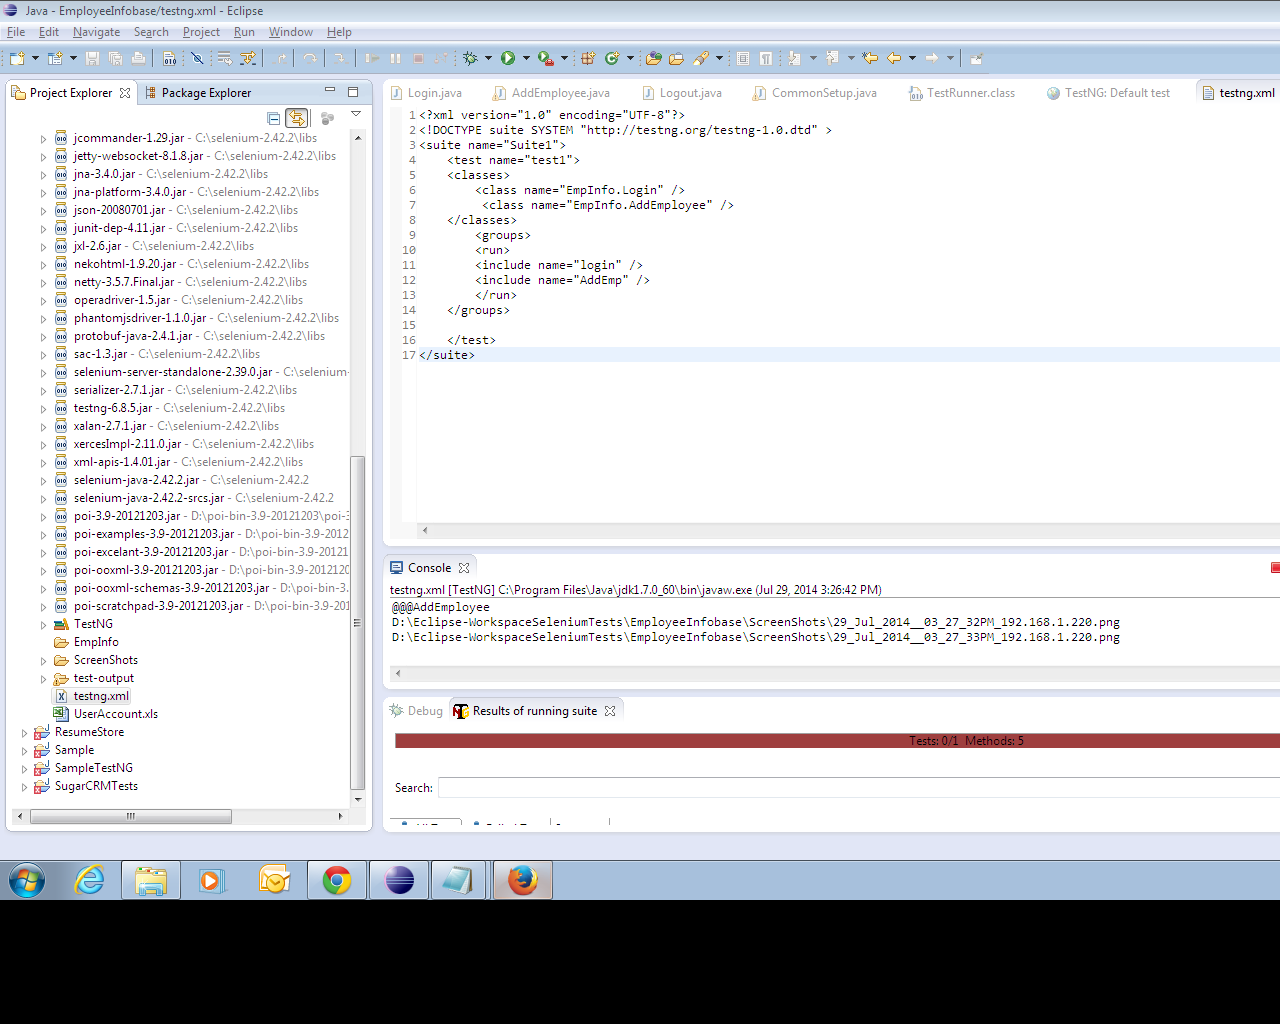 Java - EmployeeInfobase/testng.xml - Eclipse
File Edit Navigate Search Project Run Window Help
Project Explorer Package Explorer
jcommander-1.29.jar - C:\selenium-2.42.2\libs
jetty-websocket-8.1.8.jar - C:\selenium-2.42.2\libs
jna-3.4.0.jar - C:\selenium-2.42.2\libs
jna-platform-3.4.0.jar - C:\selenium-2.42.2\libs
json-20080701.jar - C:\selenium-2.42.2\libs
junit-dep-4.11.jar - C:\selenium-2.42.2\libs
jxl-2.6.jar - C:\selenium-2.42.2\libs
nekohtml-1.9.20.jar - C:\selenium-2.42.2\libs
netty-3.5.7.Final.jar - C:\selenium-2.42.2\libs
operadriver-1.5.jar - C:\selenium-2.42.2\libs
phantomjsdriver-1.1.0.jar - C:\selenium-2.42.2\libs
protobuf-java-2.4.1.jar - C:\selenium-2.42.2\libs
sac-1.3.jar - C:\selenium-2.42.2\libs
selenium-server-standalone-2.39.0.jar - C:\selenium-
serializer-2.7.1.jar - C:\selenium-2.42.2\libs
testng-6.8.5.jar - C:\selenium-2.42.2\libs
xalan-2.7.1.jar - C:\selenium-2.42.2\libs
xercesImpl-2.11.0.jar - C:\selenium-2.42.2\libs
xml-apis-1.4.01.jar - C:\selenium-2.42.2\libs
selenium-java-2.42.2.jar - C:\selenium-2.42.2
selenium-java-2.42.2-srcs.jar - C:\selenium-2.42.2
poi-3.9-20121203.jar - D:\poi-bin-3.9-20121203\poi-3
poi-examples-3.9-20121203.jar - D:\poi-bin-3.9-2012
poi-excelant-3.9-20121203.jar - D:\poi-bin-3.9-20121
poi-ooxml-3.9-20121203.jar - D:\poi-bin-3.9-2012120
poi-ooxml-schemas-3.9-20121203.jar - D:\poi-bin-3.
poi-scratchpad-3.9-20121203.jar - D:\poi-bin-3.9-201
TestNG
EmpInfo
ScreenShots
test-output
testng.xml
UserAccount.xls
ResumeStore
Sample
SampleTestNG
SugarCRMTests
Login.java AddEmployee.java Logout.java CommonSetup.java TestRunner.class TestNG: Default test testng.xml
1 <?xml version="1.0" encoding="UTF-8"?>
2 <!DOCTYPE suite SYSTEM "http://testng.org/testng-1.0.dtd" >
3 <suite name="Suite1">
4 <test name="test1">
5 <classes>
6 <class name="EmpInfo.Login" />
7 <class name="EmpInfo.AddEmployee" />
8 </classes>
9 <groups>
10 <run>
11 <include name="login" />
12 <include name="AddEmp" />
13 </run>
14 </groups>
15
16 </test>
17 </suite>
Console
testng.xml [TestNG] C:\Program Files\Java\jdk1.7.0_60\bin\javaw.exe (Jul 29, 2014 3:26:42 PM)
@@@AddEmployee
D:\Eclipse-WorkspaceSeleniumTests\EmployeeInfobase\ScreenShots\29_Jul_2014__03_27_32PM_192.168.1.220.png
D:\Eclipse-WorkspaceSeleniumTests\EmployeeInfobase\ScreenShots\29_Jul_2014__03_27_33PM_192.168.1.220.png
Debug Results of running suite
Tests: 0/1 Methods: 5
Search: